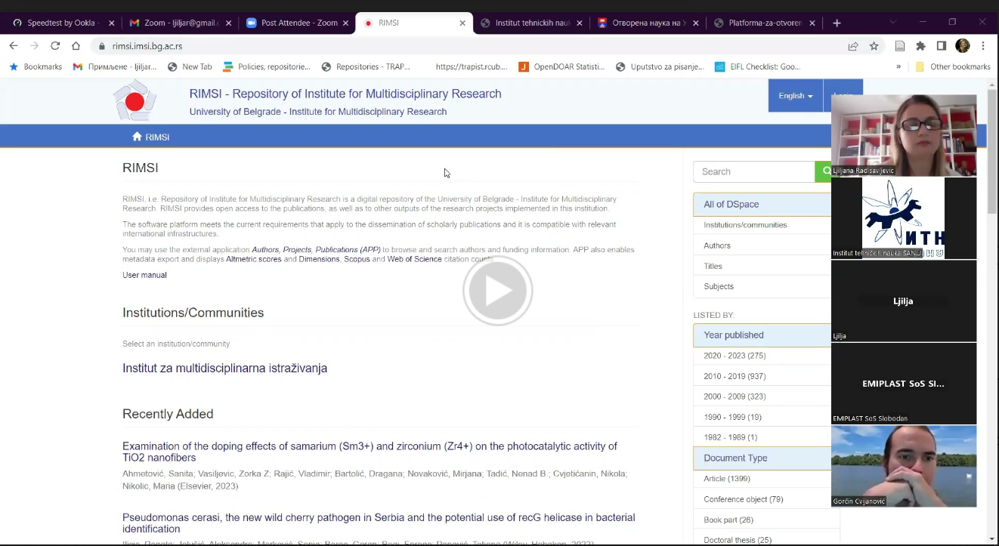 Speedtest by Ookla -
Zoom - ljiljar@gmail.c
Post Attendee - Zoom
RIMSI
Institut tehničkih nauk
Отворена наука на У
Platforma-za-otvoren
rimsi.imsi.bg.ac.rs
Bookmarks
Примљене - ljiljar...
New Tab
Policies, repositorie...
Repositories - TRAP...
https://trapist.rcub....
OpenDOAR Statisti...
Uputstvo za pisanje...
EIFL Checklist: Goo...
»
Other bookmarks
RIMSI - Repository of Institute for Multidisciplinary Research
University of Belgrade - Institute for Multidisciplinary Research
English
RIMSI
RIMSI
RIMSI, i.e. Repository of Institute for Multidisciplinary Research is a digital repository of the University of Belgrade - Institute for Multidisciplinary
Research. RIMSI provides open access to the publications, as well as to other outputs of the research projects implemented in this institution.
The software platform meets the current requirements that apply to the dissemination of scholarly publications and it is compatible with relevant
international infrastructures.
You may use the external application Authors, Projects, Publications (APP) to browse and search authors and funding information. APP also enables
metadata export and displays Altmetric scores and Dimensions, Scopus and Web of Science citation counts.
User manual
Institutions/Communities
Select an institution/community
Institut za multidisciplinarna istraživanja
Recently Added
Examination of the doping effects of samarium (Sm3+) and zirconium (Zr4+) on the photocatalytic activity of
TiO2 nanofibers
Ahmetović, Sanita; Vasiljevic, Zorka Z; Rajić, Vladimir; Bartolić, Dragana; Novaković, Mirjana; Tadić, Nenad B.; Cvjetićanin, Nikola;
Nikolic, Maria (Elsevier, 2023)
Pseudomonas cerasi, the new wild cherry pathogen in Serbia and the potential use of recG helicase in bacterial
identification
Search
All of DSpace
Institutions/communities
Authors
Titles
Subjects
LISTED BY:
Year published
2020 - 2023 (275)
2010 - 2019 (937)
2000 - 2009 (323)
1990 - 1999 (19)
1982 - 1989 (1)
Document Type
Article (1399)
Conference object (79)
Book part (26)
Doctoral thesis (25)
Ljiljana Radisavljevic
ИТН
Institut tehničkih nauka SANU
Ljilja
Ljilja
EMIPLAST SoS Sl...
EMIPLAST SoS Slobodan
Gorčin Cvijanović